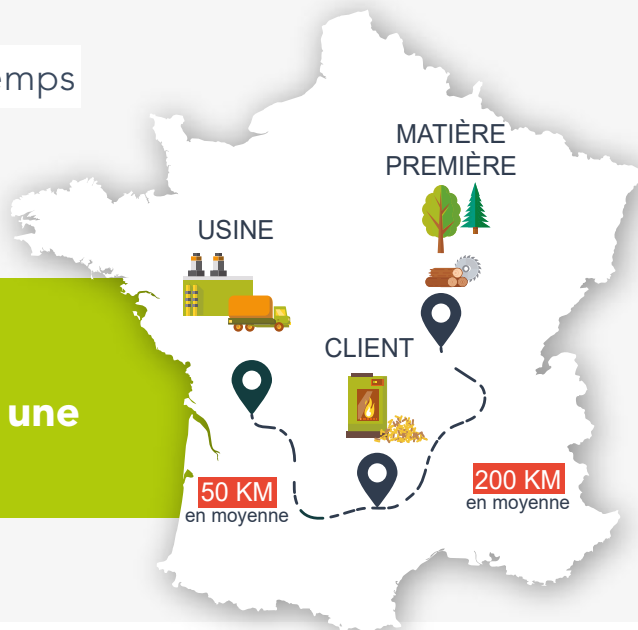 emps
MATIÈRE
PREMIÈRE
USINE
CLIENT
une
50 KM
en moyenne
200 KM
en moyenne